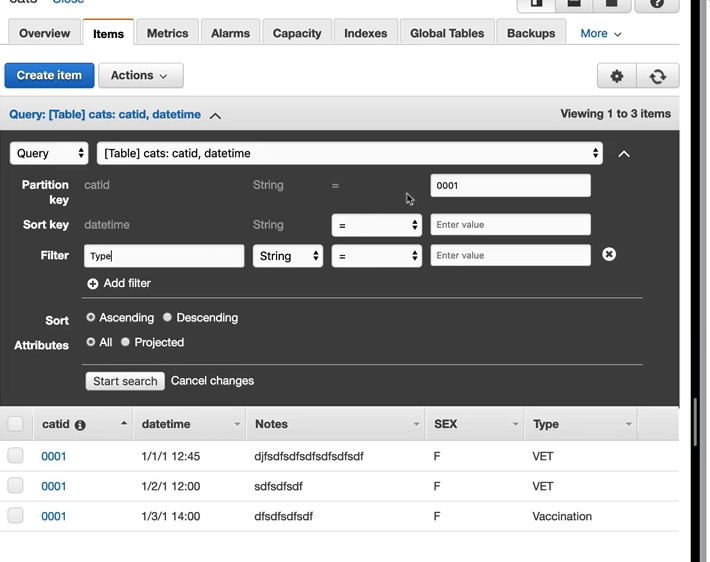 cats Close
Overview Items Metrics Alarms Capacity Indexes Global Tables Backups More
Create item Actions
Query: [Table] cats: catid, datetime Viewing 1 to 3 items
Query [Table] cats: catid, datetime
Partition key catid String = 0001
Sort key datetime String = Enter value
Filter Type String = Enter value
Add filter
Sort Ascending Descending
Attributes All Projected
Start search Cancel changes
catid datetime Notes SEX Type
0001 1/1/1 12:45 djfsdfsdfsdfsdfsdfsdf F VET
0001 1/2/1 12:00 sdfsdfsdf F VET
0001 1/3/1 14:00 dfsdfsdfsdf F Vaccination